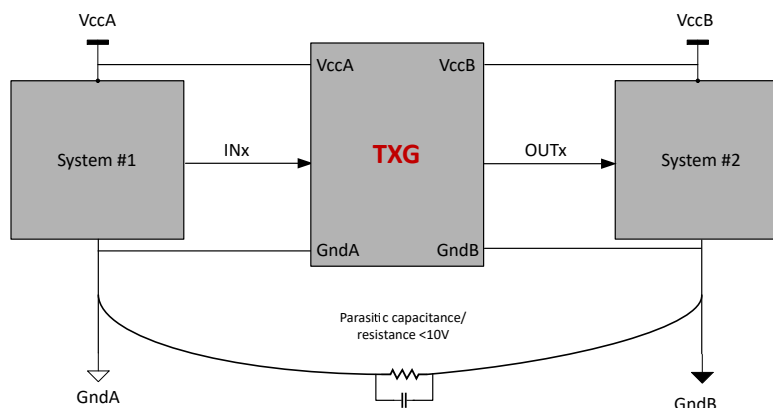 VccA
VccB
VccA
VccB
System #1
INx
TXG
OUTx
System #2
GndA
GndB
Parasitic capacitance/
resistance <10V
GndA
GndB